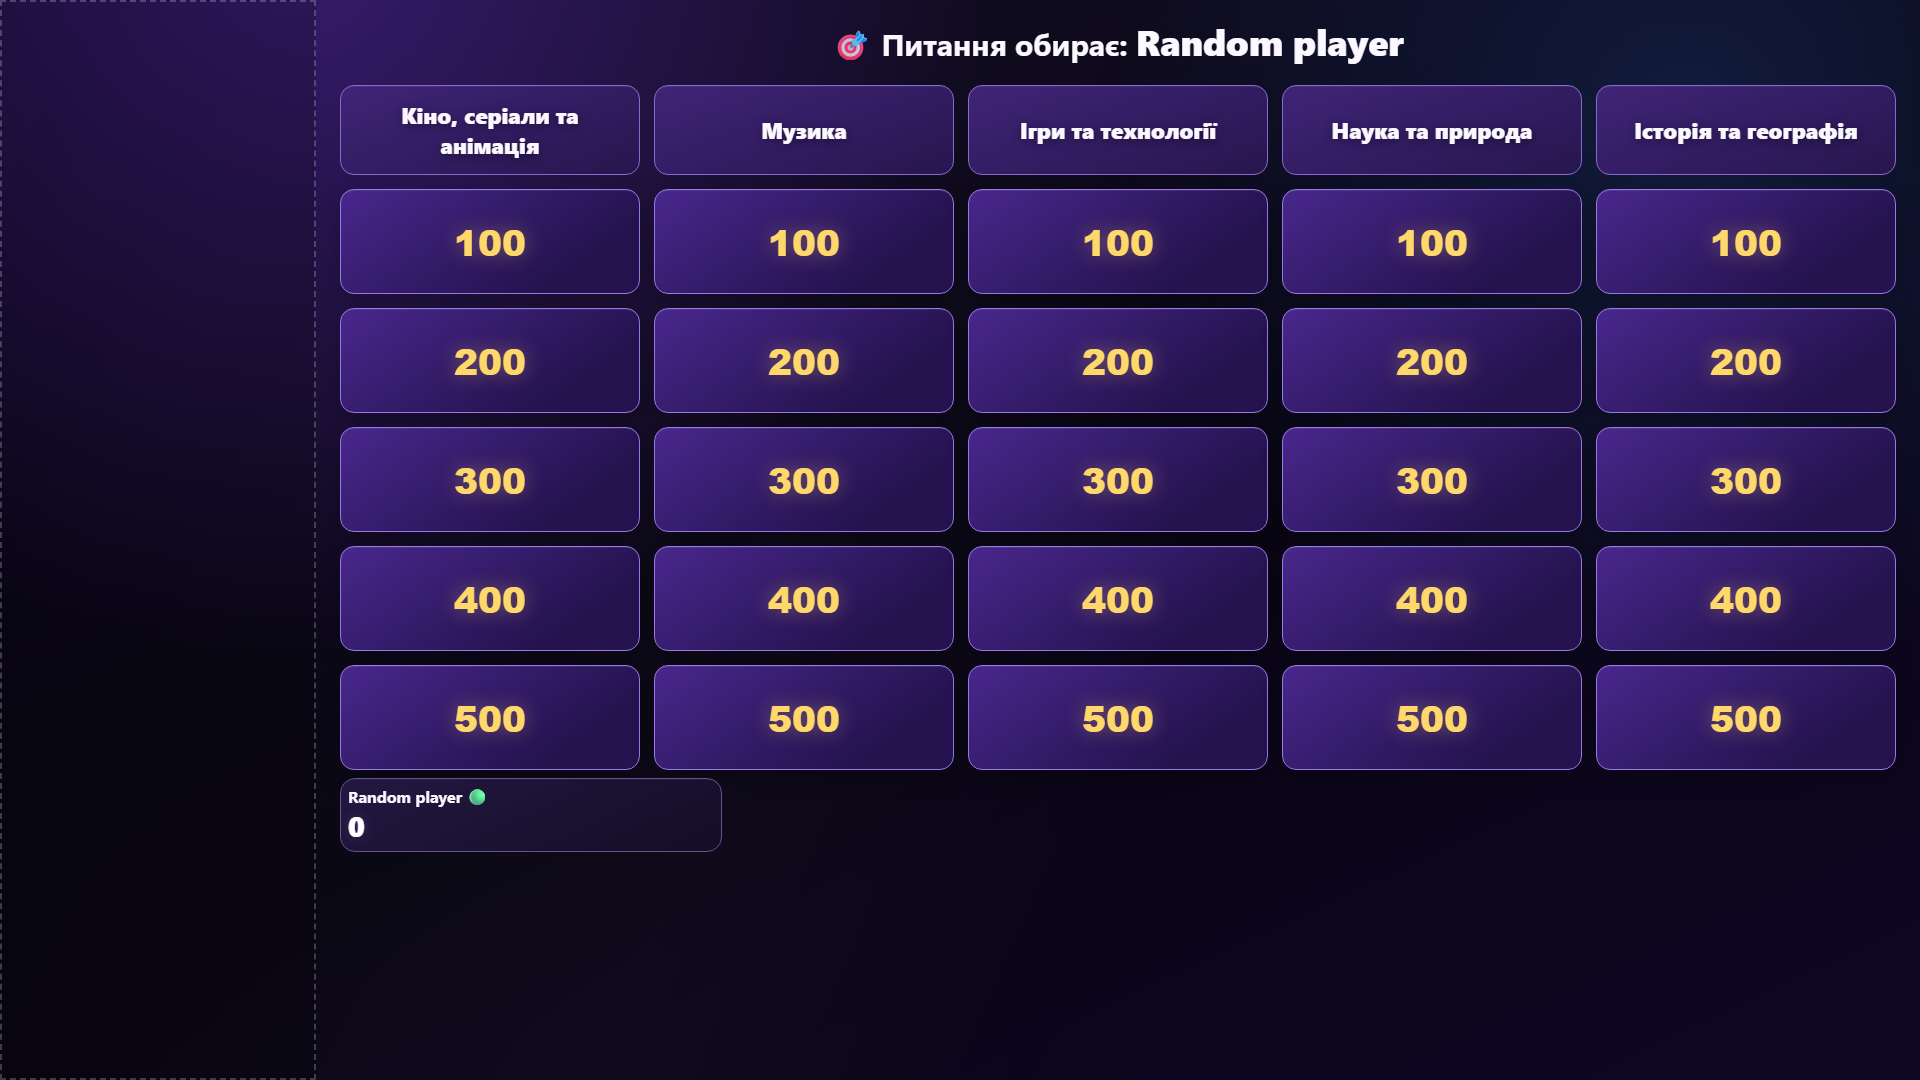 Питання обирає: Random player
Кіно, серіали та
анімація
Музика
Ігри та технології
Наука та природа
Історія та географія
100 100 100 100 100
200 200 200 200 200
300 300 300 300 300
400 400 400 400 400
500 500 500 500 500
Random player
0